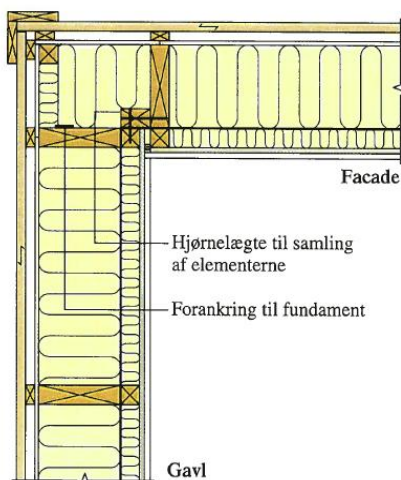 Facade
Hjørnelægte til samling
af elementerne
Forankring til fundament
Gavl